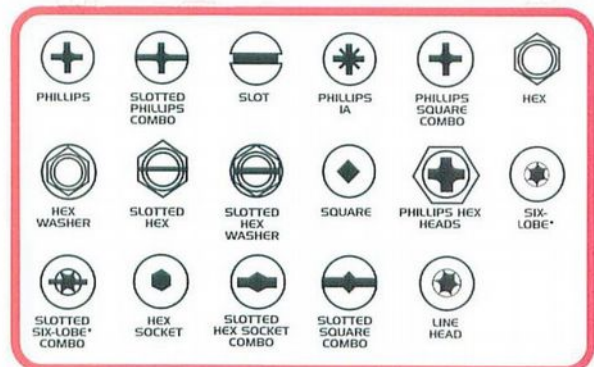 PHILLIPS
SLOTTED
PHILLIPS
COMBO
SLOT
PHILLIPS
IA
PHILLIPS
SQUARE
COMBO
HEX
HEX
WASHER
SLOTTED
HEX
SLOTTED
HEX
WASHER
SQUARE
PHILLIPS HEX
HEADS
SIX-
LOBE*
SLOTTED
SIX-LOBE*
COMBO
HEX
SOCKET
SLOTTED
HEX SOCKET
COMBO
SLOTTED
SQUARE
COMBO
LINE
HEAD